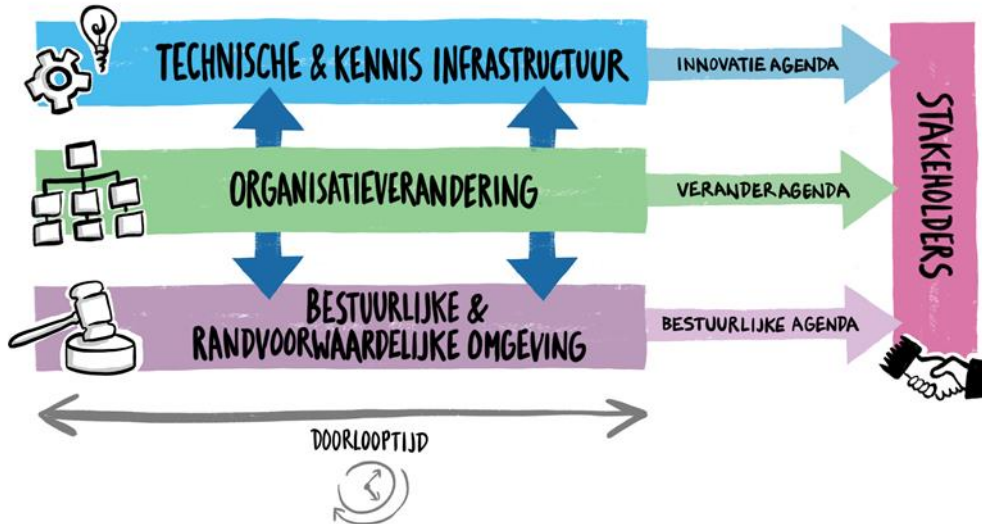 TECHNISCHE & KENNIS INFRASTRUCTUUR
INNOVATIE AGENDA
ORGANISATIEVERANDERING
VERANDERAGENDA
BESTUURLIJKE &
RANDVOORWAARDELIJKE OMGEVING
BESTUURLIJKE AGENDA
STAKEHOLDERS
DOORLOOPTIJD